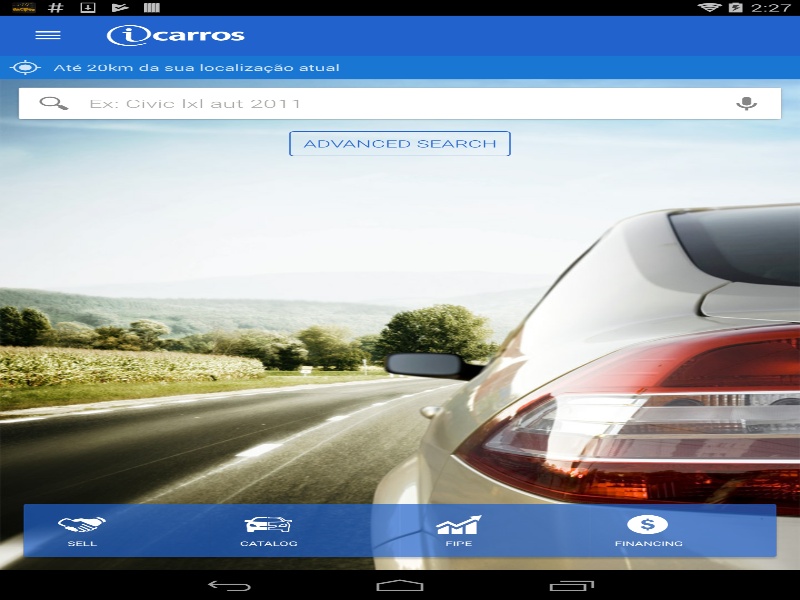 2:27
icarros
Até 20km da sua localização atual
Ex: Civic lxl aut 2011
ADVANCED SEARCH
SELL
CATALOG
FIPE
FINANCING